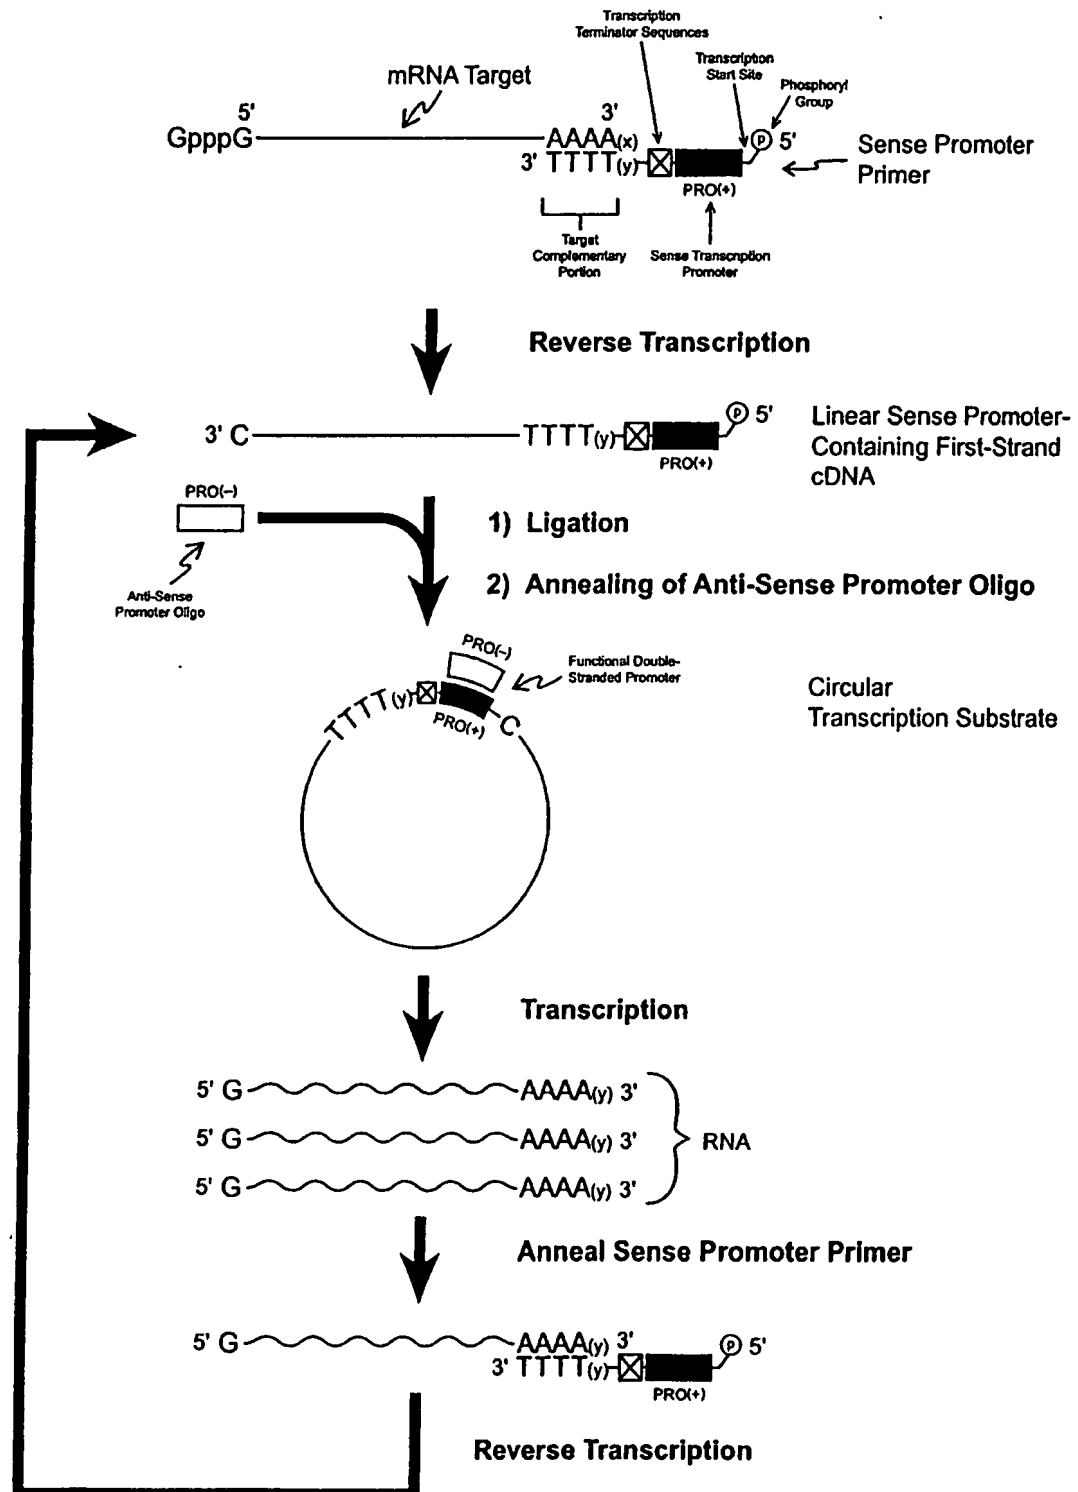 Transcription
Terminator Sequences
Transcription
Start Site
Phosphoryl
Group
mRNA Target
5'
3'
GpppG
AAAA(x)
P 5'
3' TTTT(y)
PRO(+)
Sense Promoter
Primer
Target
Complementary
Portion
Sense Transcription
Promoter
Reverse Transcription
3' C
TTTT(y)
P 5'
PRO(+)
Linear Sense Promoter-
Containing First-Strand
cDNA
PRO(–)
Anti-Sense
Promoter Oligo
1) Ligation
2) Annealing of Anti-Sense Promoter Oligo
PRO(–)
Functional Double-
Stranded Promoter
TTTT(y)
PRO(+)
C
Circular
Transcription Substrate
Transcription
5' G AAAA(y) 3'
5' G AAAA(y) 3'
5' G AAAA(y) 3'
RNA
Anneal Sense Promoter Primer
5' G AAAA(y) 3'
3' TTTT(y)
P 5'
PRO(+)
Reverse Transcription